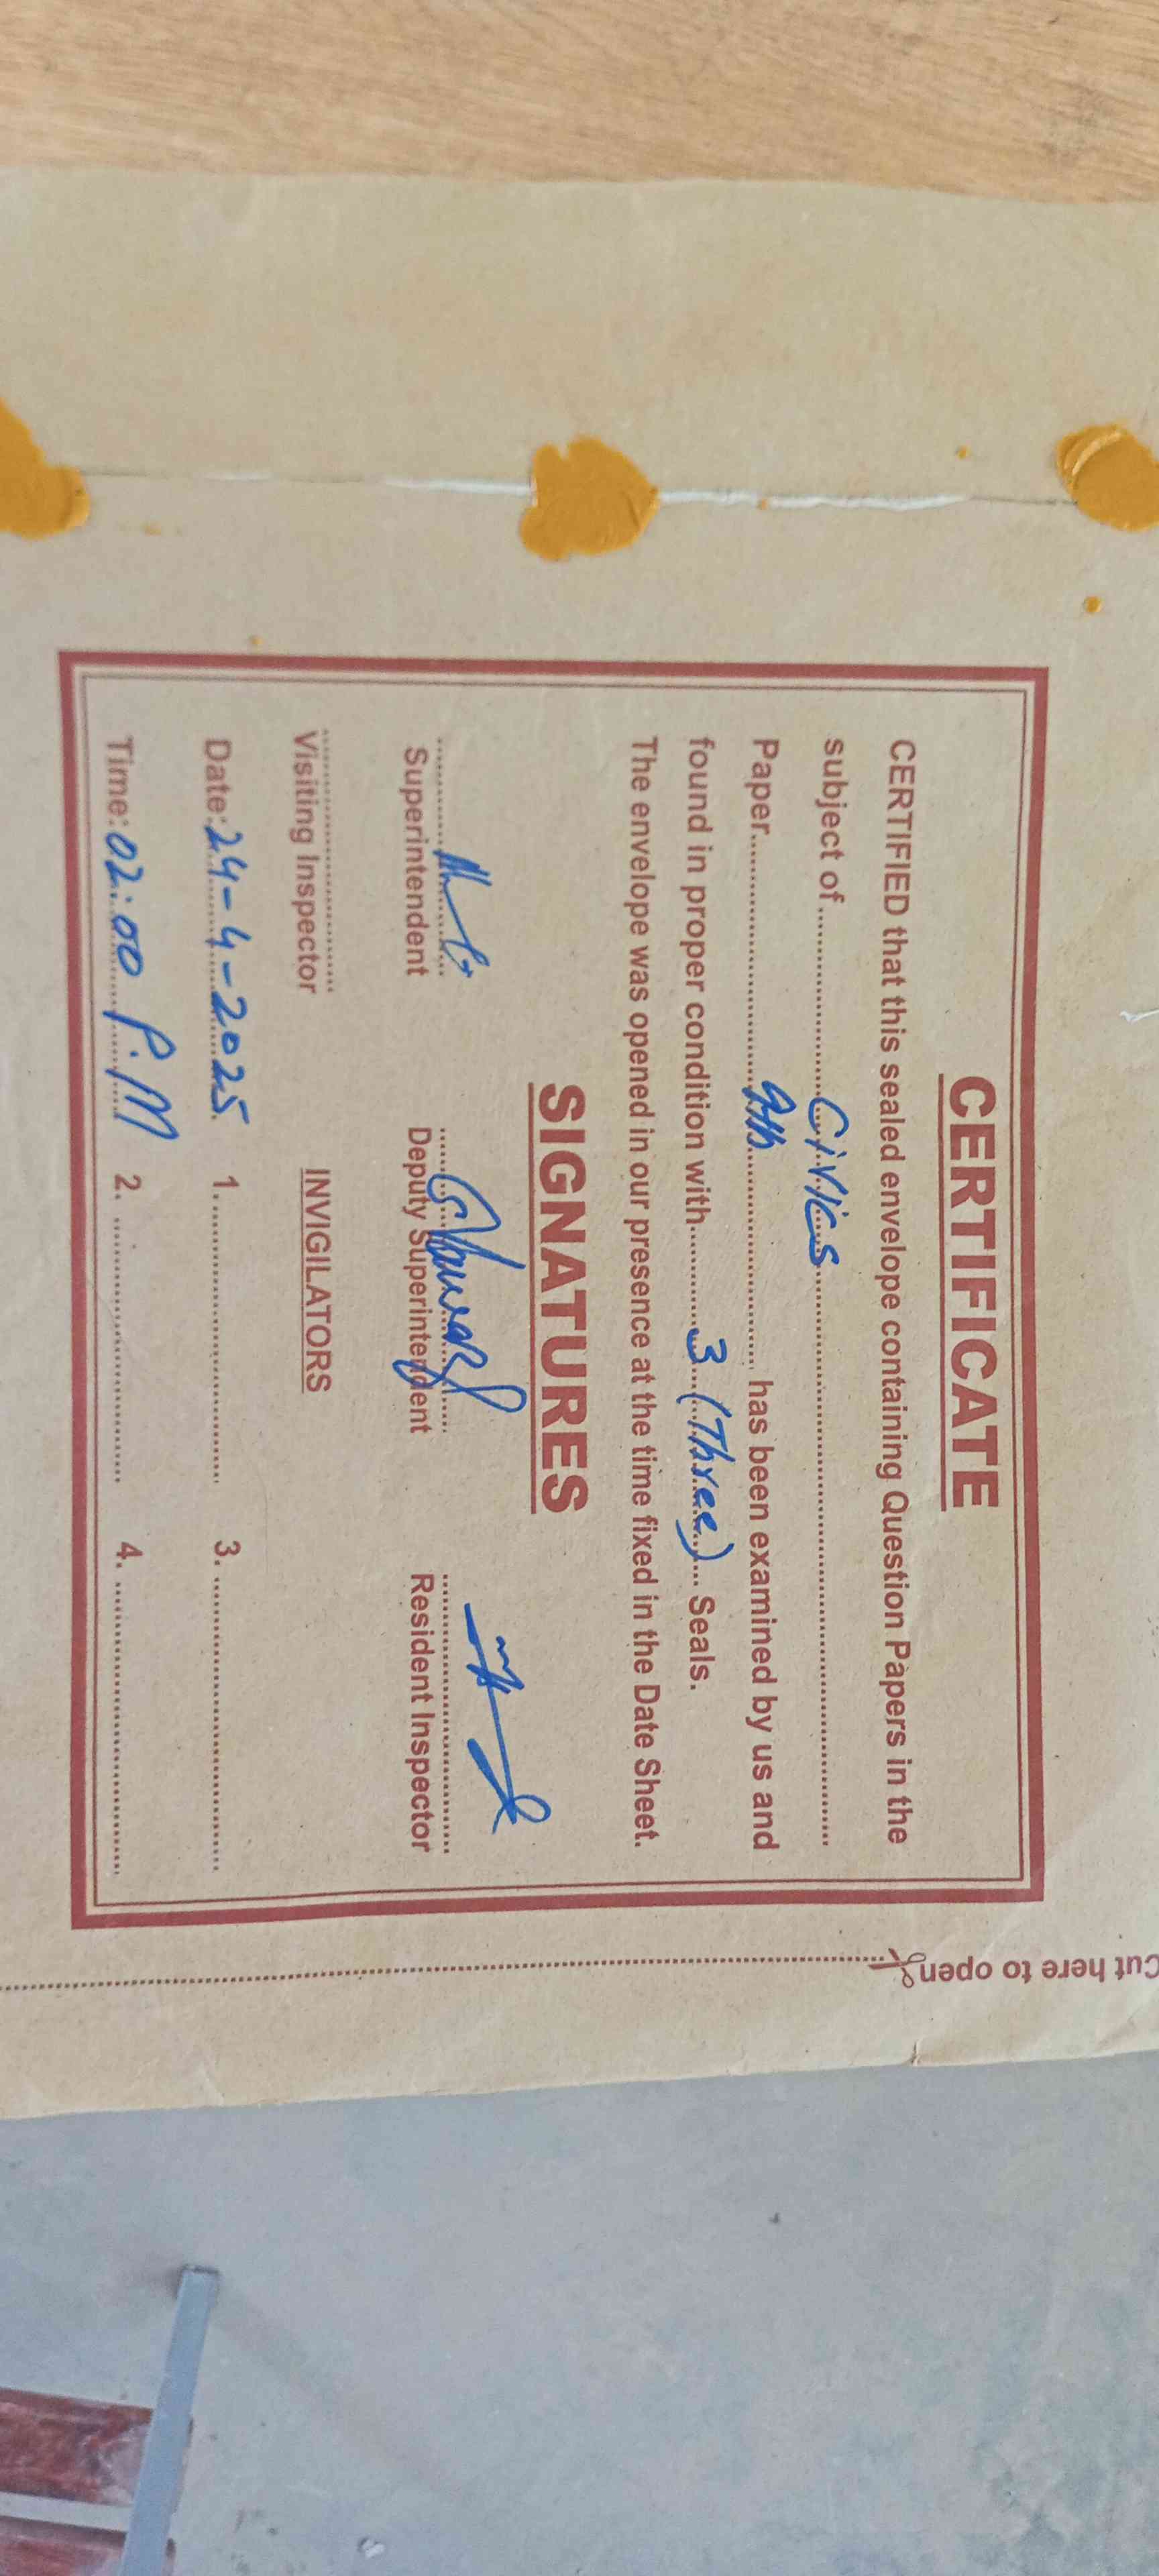 CERTIFICATE
CERTIFIED that this sealed envelope containing Question Papers in the
subject of Civics
Paper 9th has been examined by us and
found in proper condition with 3 (Three) Seals.
The envelope was opened in our presence at the time fixed in the Date Sheet.
SIGNATURES
Superintendent Deputy Superintendent Resident Inspector
Visiting Inspector INVIGILATORS
Date: 24-4-2025 1. 3.
Time: 02:00 P.M 2. 4.
Cut here to open